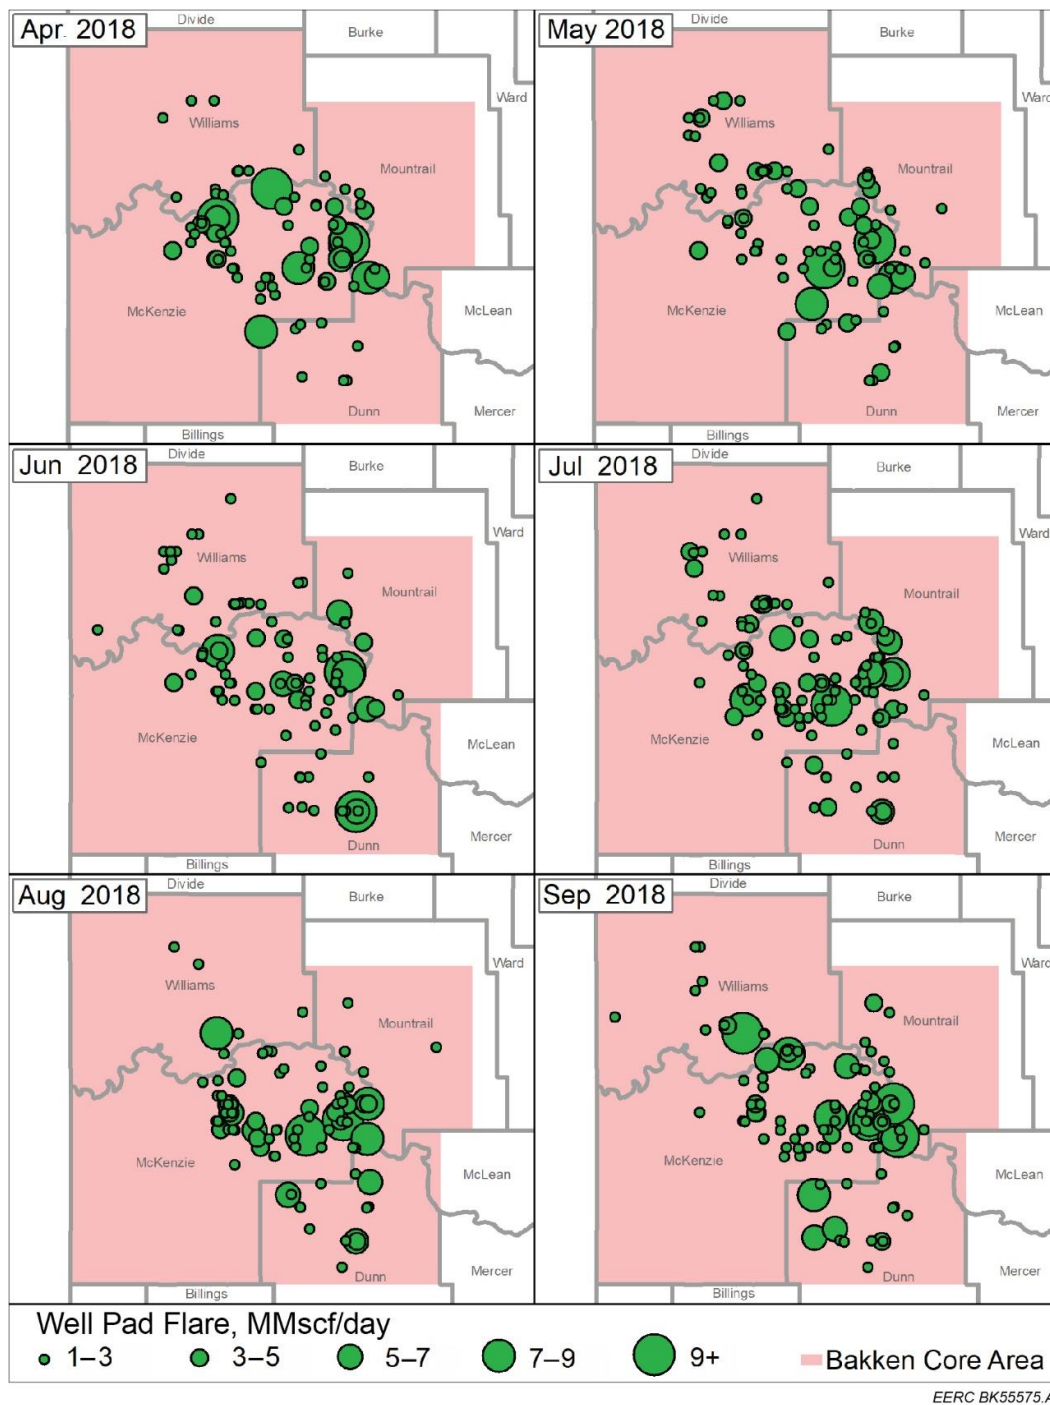 Apr. 2018
Divide
Burke
Ward
Williams
Mountrail
McKenzie
McLean
Dunn
Mercer
Billings
May 2018
Divide
Burke
Ward
Williams
Mountrail
McKenzie
McLean
Dunn
Mercer
Billings
Jun 2018
Divide
Burke
Ward
Williams
Mountrail
McKenzie
McLean
Mercer
Dunn
Billings
Jul 2018
Divide
Burke
Ward
Williams
Mountrail
McKenzie
McLean
Mercer
Dunn
Billings
Aug 2018
Divide
Burke
Ward
Williams
Mountrail
McKenzie
McLean
Mercer
Dunn
Billings
Sep 2018
Divide
Burke
Ward
Williams
Mountrail
McKenzie
McLean
Mercer
Dunn
Billings
Well Pad Flare, MMscf/day
1–3 3–5 5–7 7–9 9+ Bakken Core Area
EERC BK55575.A